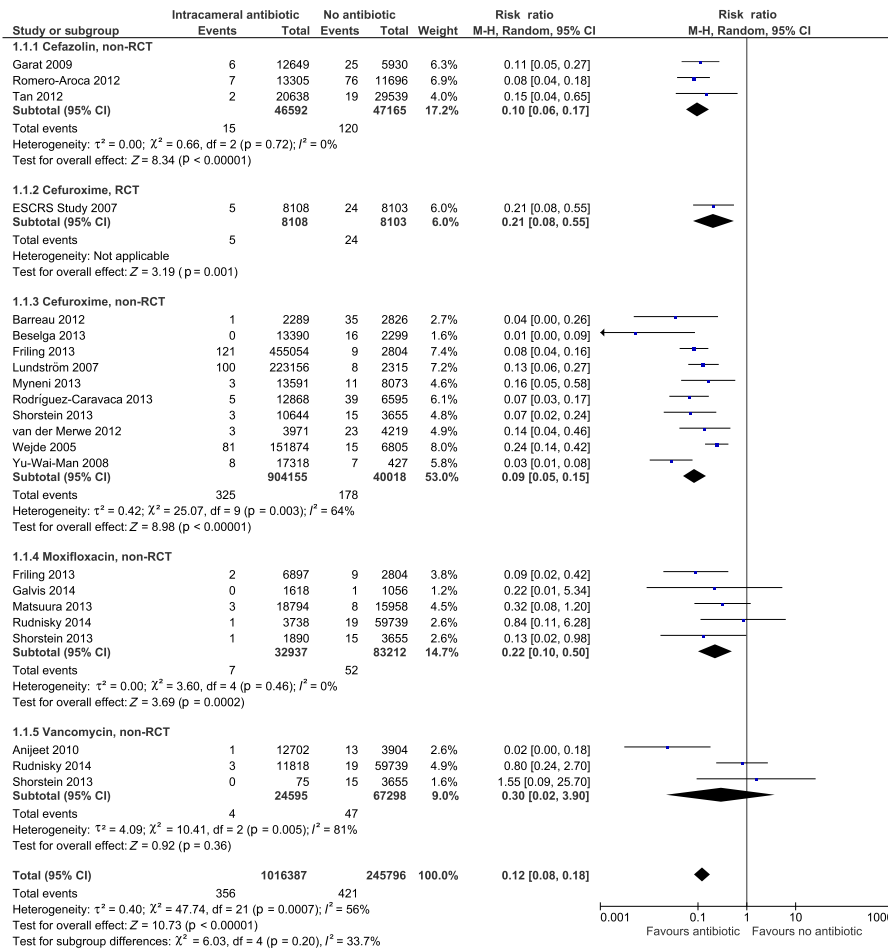 Intracameral antibiotic No antibiotic Risk ratio Risk ratio
Study or subgroup Events Total Events Total Weight M-H, Random, 95% CI M-H, Random, 95% CI
1.1.1 Cefazolin, non-RCT
Garat 2009 6 12649 25 5930 6.3% 0.11 [0.05, 0.27]
Romero-Aroca 2012 7 13305 76 11696 6.9% 0.08 [0.04, 0.18]
Tan 2012 2 20638 19 29539 4.0% 0.15 [0.04, 0.65]
Subtotal (95% CI) 46592 47165 17.2% 0.10 [0.06, 0.17]
Total events 15 120
Heterogeneity: τ² = 0.00; χ² = 0.66, df = 2 (p = 0.72); I² = 0%
Test for overall effect: Z = 8.34 (p < 0.00001)
1.1.2 Cefuroxime, RCT
ESCRS Study 2007 5 8108 24 8103 6.0% 0.21 [0.08, 0.55]
Subtotal (95% CI) 8108 8103 6.0% 0.21 [0.08, 0.55]
Total events 5 24
Heterogeneity: Not applicable
Test for overall effect: Z = 3.19 (p = 0.001)
1.1.3 Cefuroxime, non-RCT
Barreau 2012 1 2289 35 2826 2.7% 0.04 [0.00, 0.26]
Beselga 2013 0 13390 16 2299 1.6% 0.01 [0.00, 0.09]
Friling 2013 121 455054 9 2804 7.4% 0.08 [0.04, 0.16]
Lundström 2007 100 223156 8 2315 7.2% 0.13 [0.06, 0.27]
Myneni 2013 3 13591 11 8073 4.7% 0.16 [0.05, 0.58]
Rodríguez-Caravaca 2013 5 12868 39 6595 6.1% 0.07 [0.03, 0.17]
Shorstein 2013 3 10644 15 3655 4.8% 0.07 [0.02, 0.24]
van der Merwe 2012 3 3971 23 4219 4.9% 0.14 [0.04, 0.46]
Wejde 2005 81 151874 15 6805 8.0% 0.24 [0.14, 0.42]
Yu-Wai-Man 2008 8 17318 7 427 5.8% 0.03 [0.01, 0.08]
Subtotal (95% CI) 904155 40018 53.0% 0.09 [0.05, 0.15]
Total events 325 178
Heterogeneity: τ² = 0.42; χ² = 25.07, df = 9 (p = 0.003); I² = 64%
Test for overall effect: Z = 8.98 (p < 0.00001)
1.1.4 Moxifloxacin, non-RCT
Friling 2013 2 6897 9 2804 3.8% 0.09 [0.02, 0.42]
Galvis 2014 0 1618 1 1056 1.2% 0.22 [0.01, 5.34]
Matsuura 2013 3 18794 8 15958 4.5% 0.32 [0.08, 1.20]
Rudnisky 2014 1 3738 19 59739 2.6% 0.84 [0.11, 6.28]
Shorstein 2013 1 1890 15 3655 2.6% 0.13 [0.02, 0.98]
Subtotal (95% CI) 32937 83212 14.7% 0.22 [0.10, 0.50]
Total events 7 52
Heterogeneity: τ² = 0.00; χ² = 3.60, df = 4 (p = 0.46); I² = 0%
Test for overall effect: Z = 3.69 (p = 0.0002)
1.1.5 Vancomycin, non-RCT
Anijeet 2010 1 12702 13 3904 2.6% 0.02 [0.00, 0.18]
Rudnisky 2014 3 11818 19 59739 4.9% 0.80 [0.24, 2.70]
Shorstein 2013 0 75 15 3655 1.6% 1.55 [0.09, 25.70]
Subtotal (95% CI) 24595 67298 9.0% 0.30 [0.02, 3.90]
Total events 4 47
Heterogeneity: τ² = 4.09; χ² = 10.41, df = 2 (p = 0.005); I² = 81%
Test for overall effect: Z = 0.92 (p = 0.36)
Total (95% CI) 1016387 245796 100.0% 0.12 [0.08, 0.18]
Total events 356 421
Heterogeneity: τ² = 0.40; χ² = 47.74, df = 21 (p = 0.0007); I² = 56%
0.001 0.1 1 10 1000
Test for overall effect: Z = 10.73 (p < 0.00001)
Favours antibiotic Favours no antibiotic
Test for subgroup differences: χ² = 6.03, df = 4 (p = 0.20), I² = 33.7%